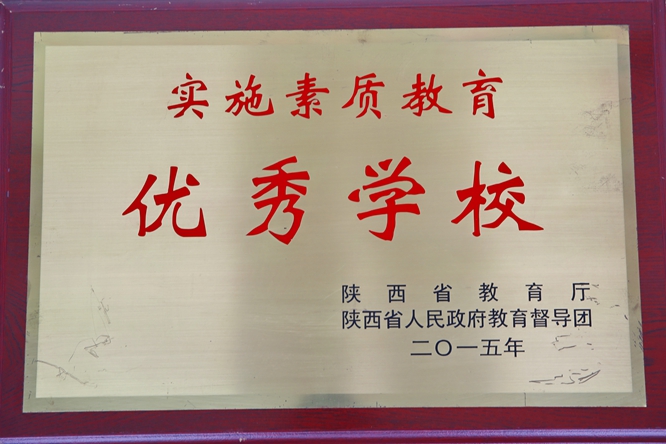 实施素质教育
优秀学校
陕西省教育厅
陕西省人民政府教育督导团
二〇一五年